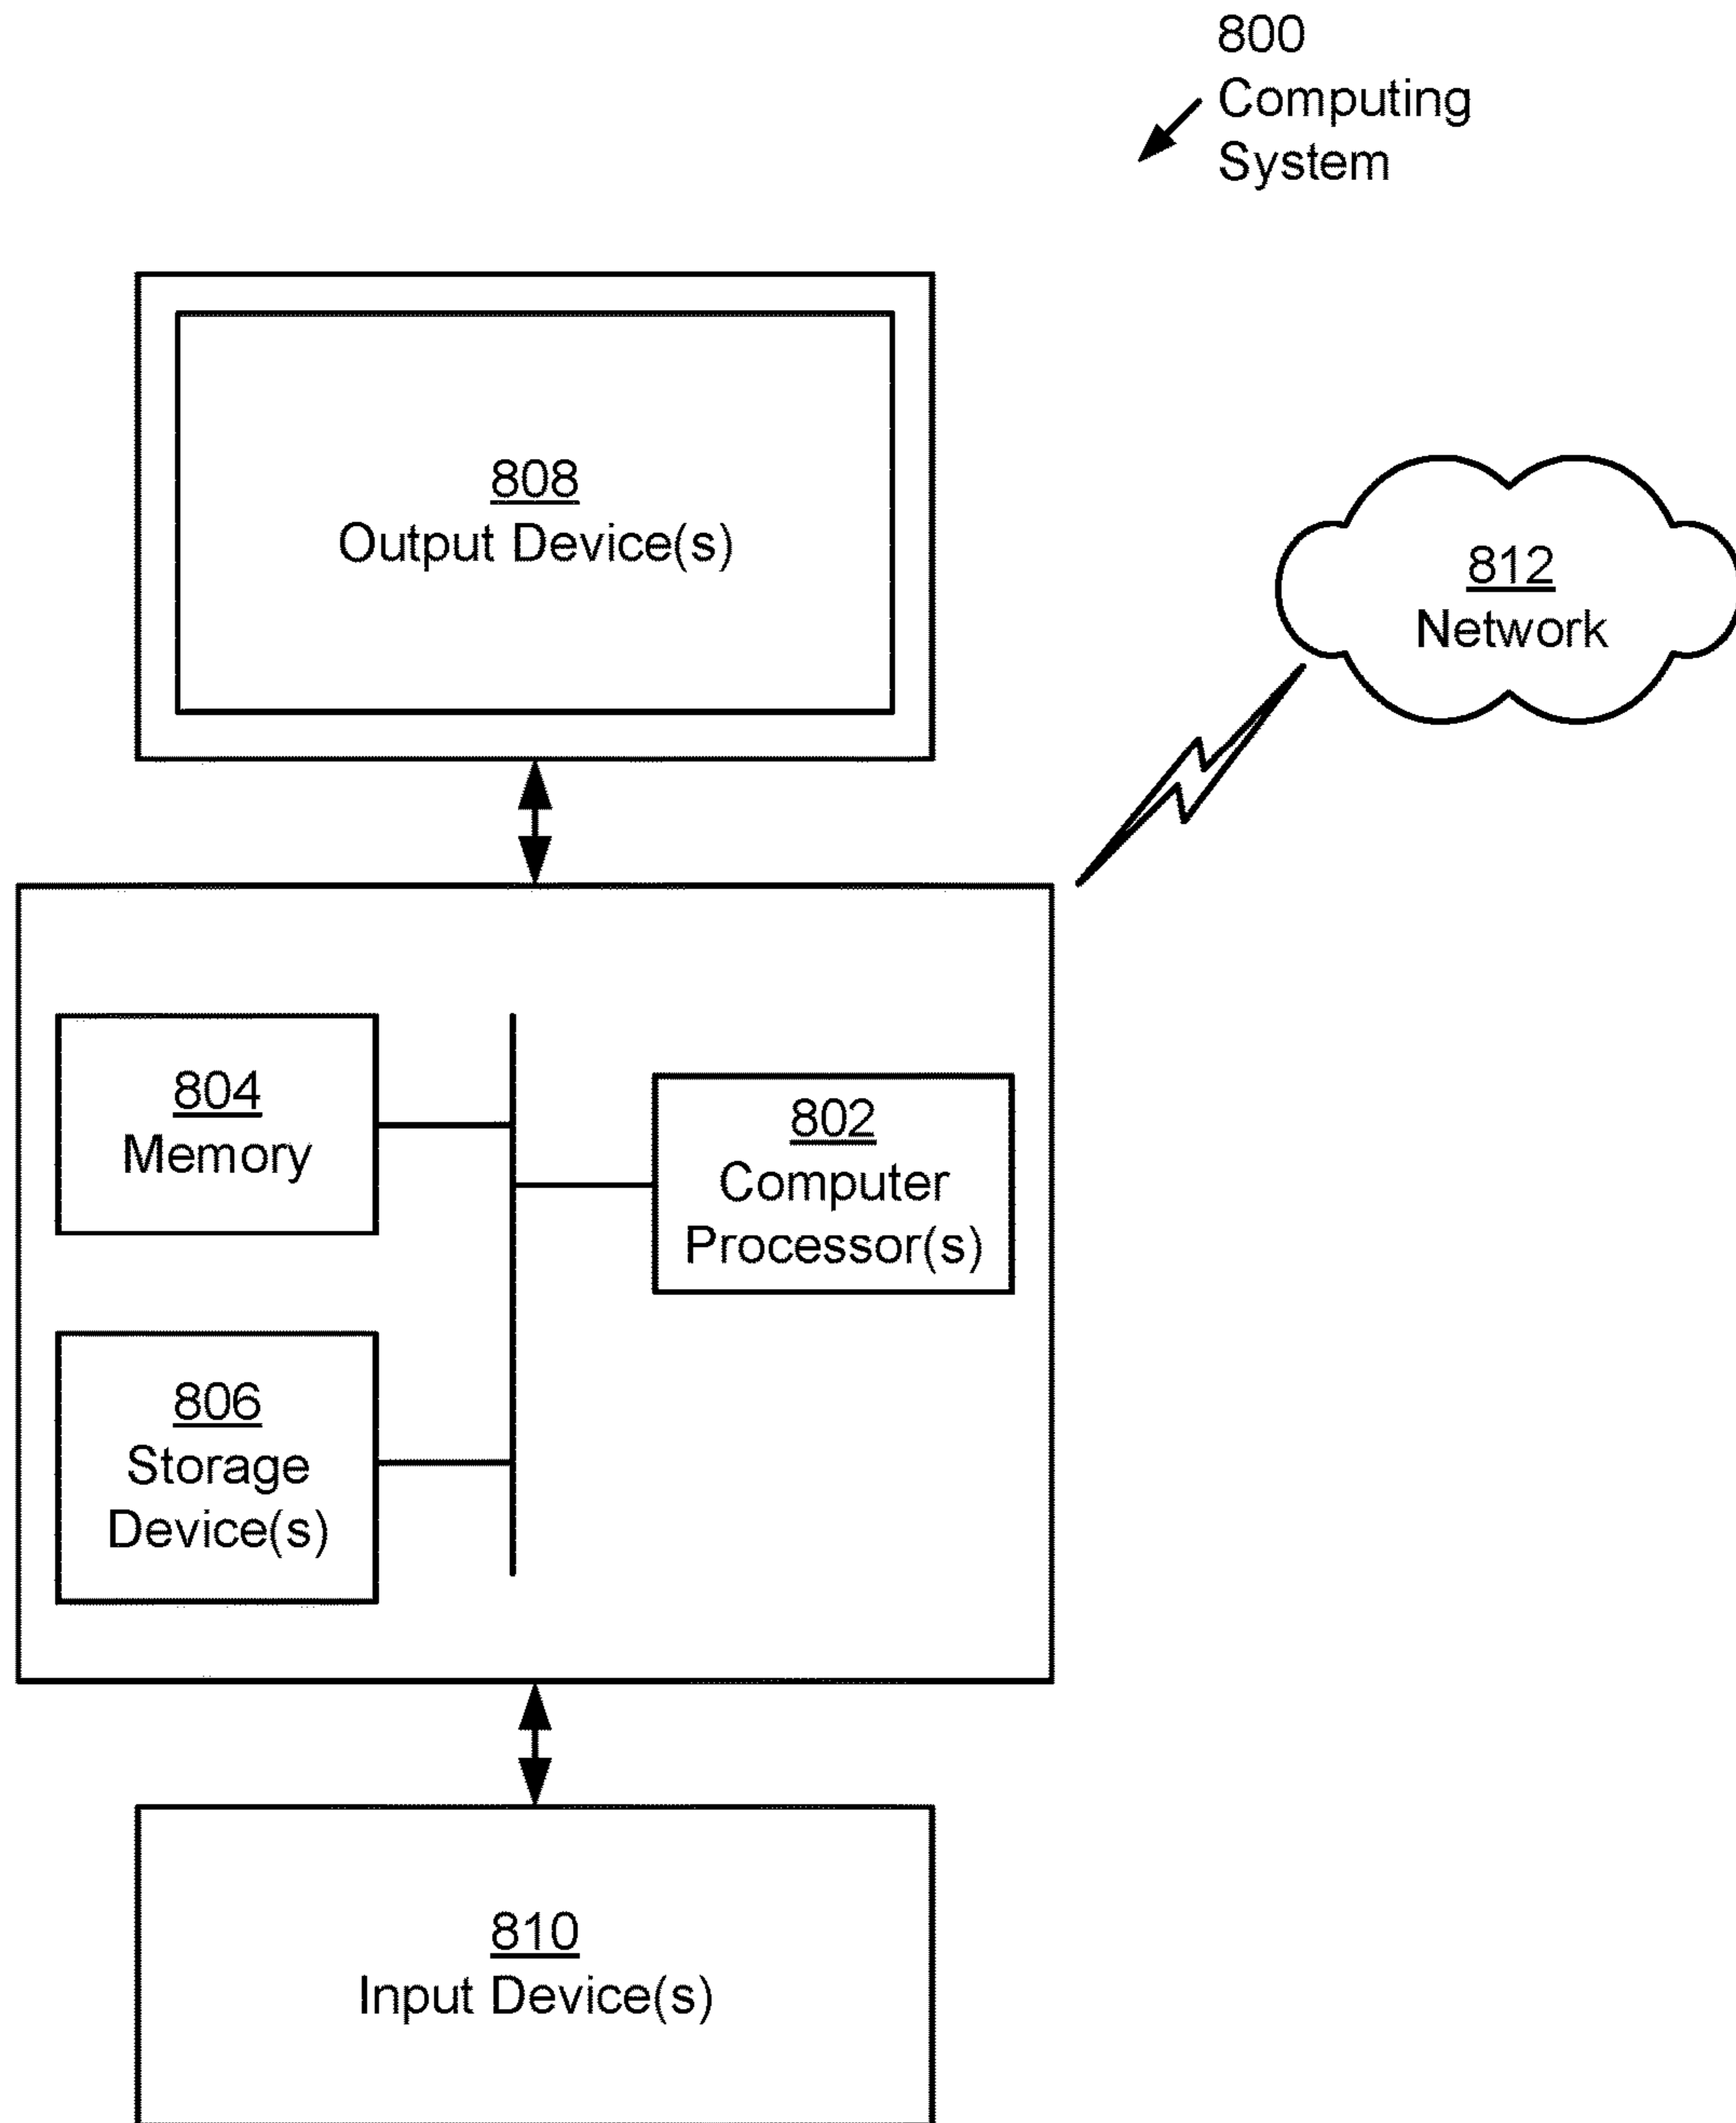 800
Computing
System
808
Output Device(s)
812
Network
804
Memory
802
Computer
Processor(s)
806
Storage
Device(s)
810
Input Device(s)